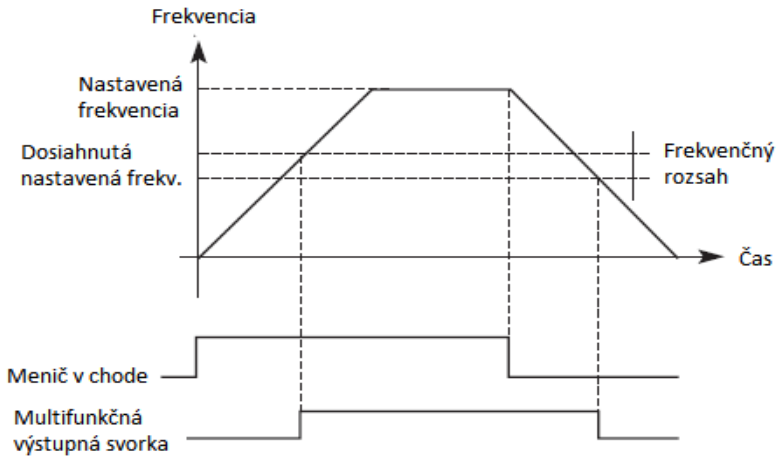 Frekvencia
Nastavená
frekvencia
Dosiahnutá
nastavená frekv.
Frekvenčný
rozsah
Čas
Menič v chode
Multifunkčná
výstupná svorka